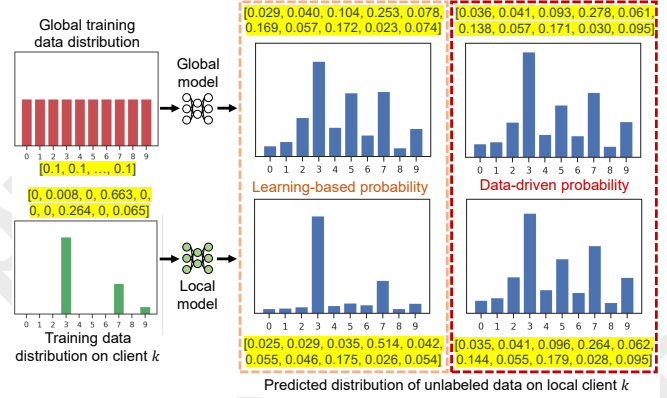 [0.029, 0.040, 0.104, 0.253, 0.078,
0.169, 0.057, 0.172, 0.023, 0.074]
[0.036, 0.041, 0.093, 0.278, 0.061,
0.138, 0.057, 0.171, 0.030, 0.095]
Global training
data distribution
Global
model
0 1 2 3 4 5 6 7 8 9
[0.1, 0.1, …, 0.1]
0 1 2 3 4 5 6 7 8 9
0 1 2 3 4 5 6 7 8 9
Learning-based probability
Data-driven probability
[0, 0.008, 0, 0.663, 0,
0, 0, 0.264, 0, 0.065]
Local
model
0 1 2 3 4 5 6 7 8 9
Training data
distribution on client k
0 1 2 3 4 5 6 7 8 9
0 1 2 3 4 5 6 7 8 9
[0.025, 0.029, 0.035, 0.514, 0.042,
0.055, 0.046, 0.175, 0.026, 0.054]
[0.035, 0.041, 0.096, 0.264, 0.062,
0.144, 0.055, 0.179, 0.028, 0.095]
Predicted distribution of unlabeled data on local client k